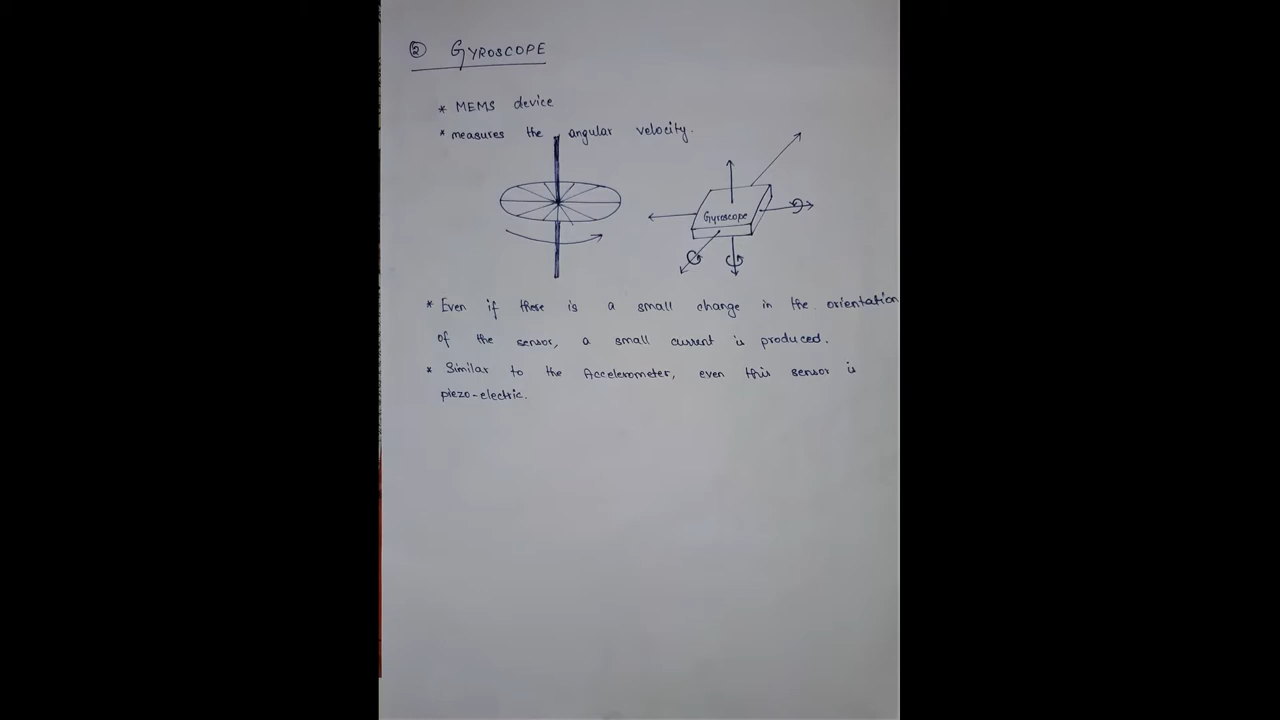 ② GYROSCOPE
* MEMS device
* measures the angular velocity.
Gyroscope
* Even if there is a small change in the orientation
of the sensor, a small current is produced.
* Similar to the Accelerometer, even this sensor is
piezo-electric.